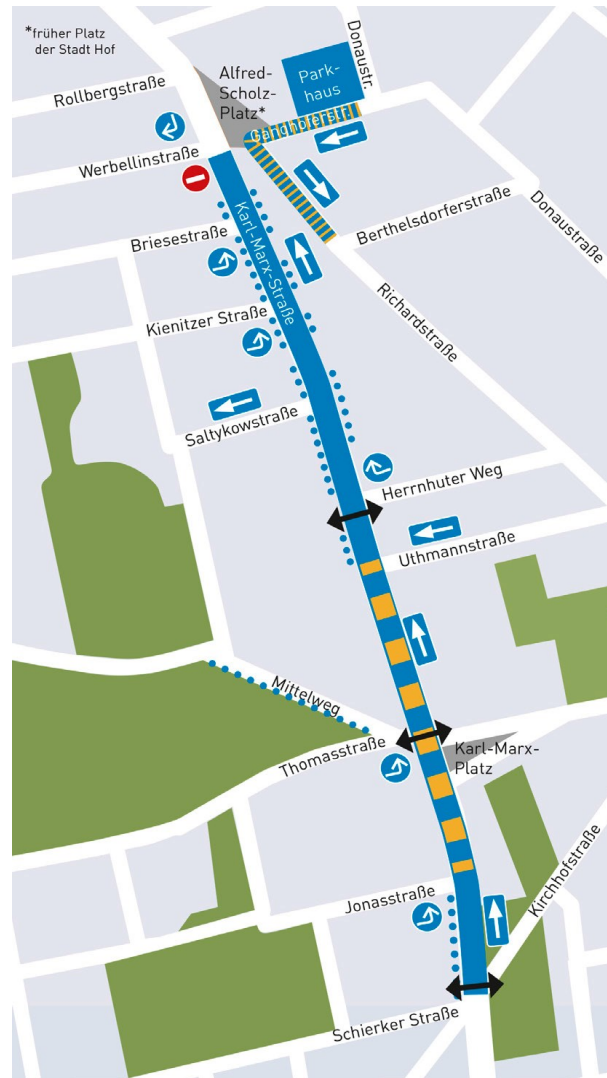 *früher Platz
der Stadt Hof
Rollbergstraße
Alfred-
Scholz-
Platz*
Park-
haus
Donaustr.
Ganghoferstr.
Werbellinstraße
Karl-Marx-Straße
Briesestraße
Berthelsdorferstraße
Donaustraße
Kienitzer Straße
Richardstraße
Saltykowstraße
Herrnhuter Weg
Uthmannstraße
Mittelweg
Thomasstraße
Karl-Marx-
Platz
Jonasstraße
Kirchhofstraße
Schierker Straße